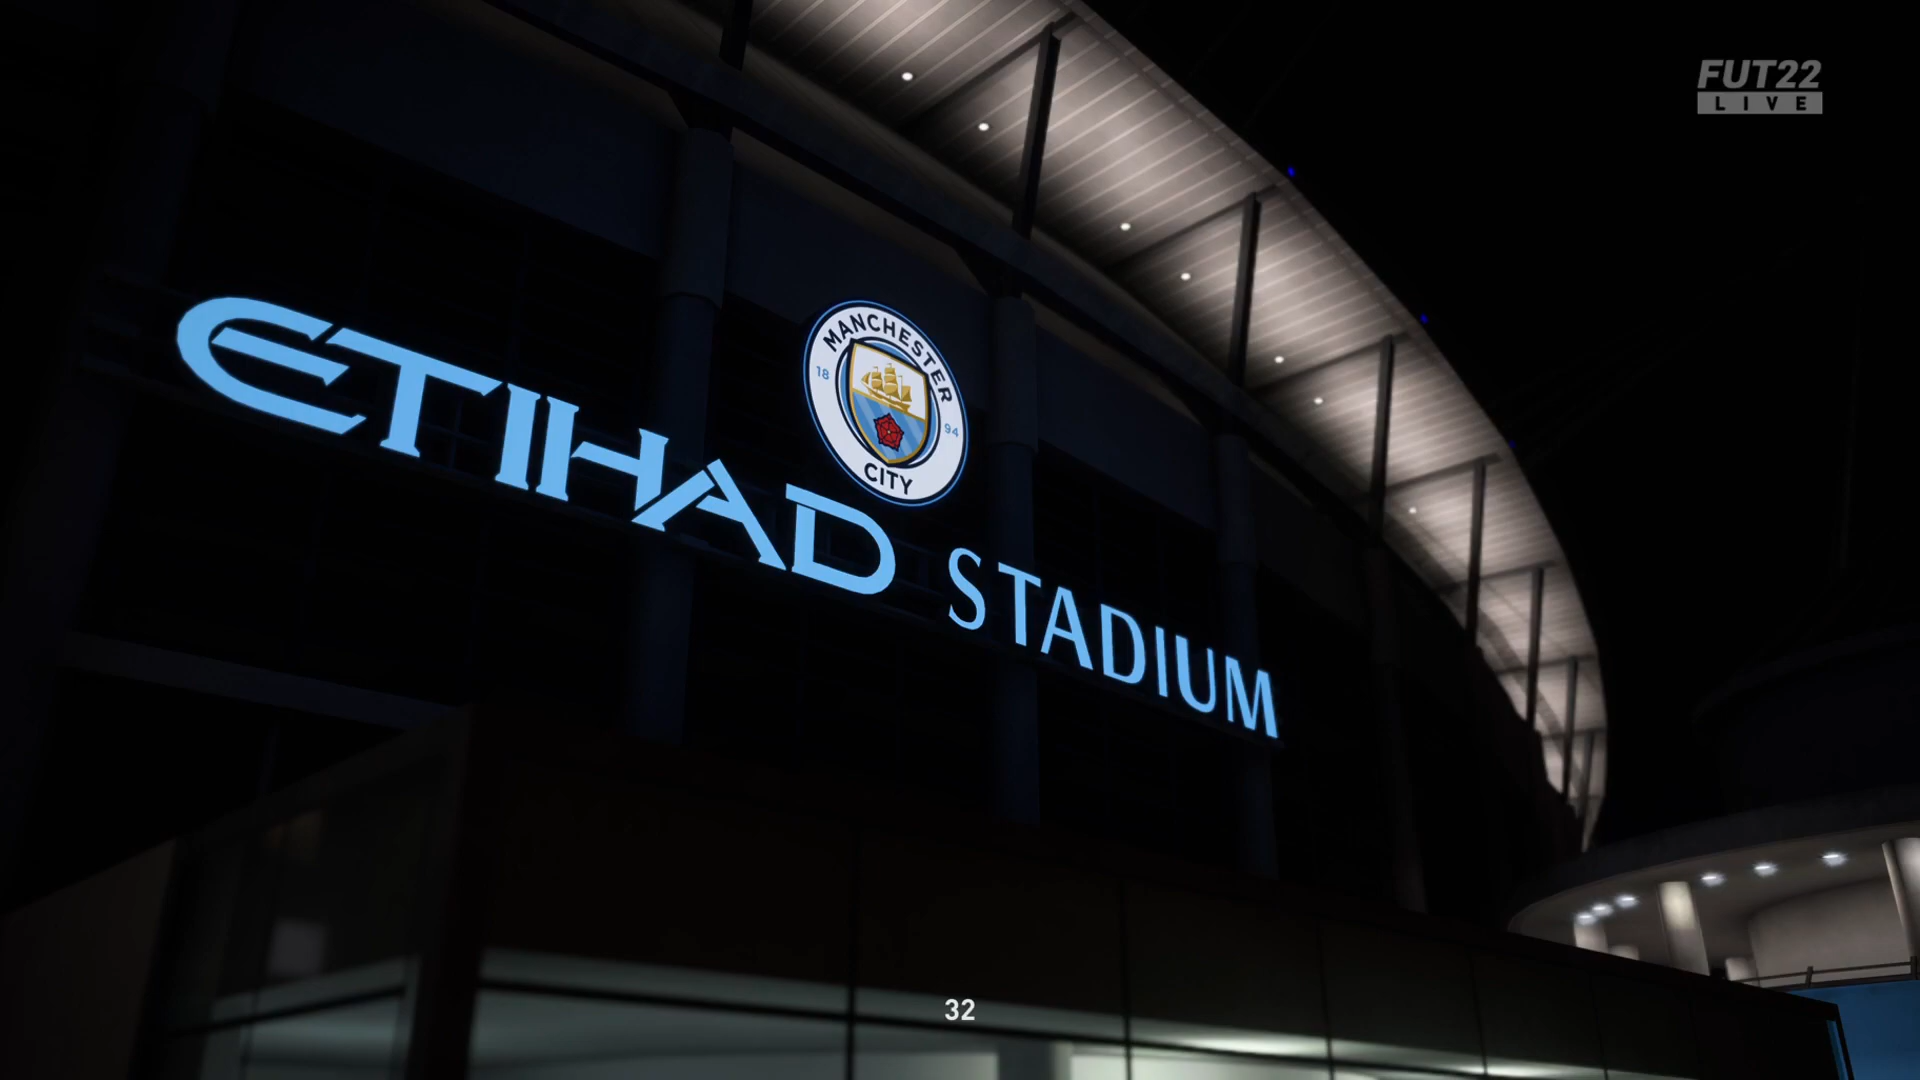 FUT22
LIVE
ETIHAD STADIUM
MANCHESTER
18 94
CITY
32